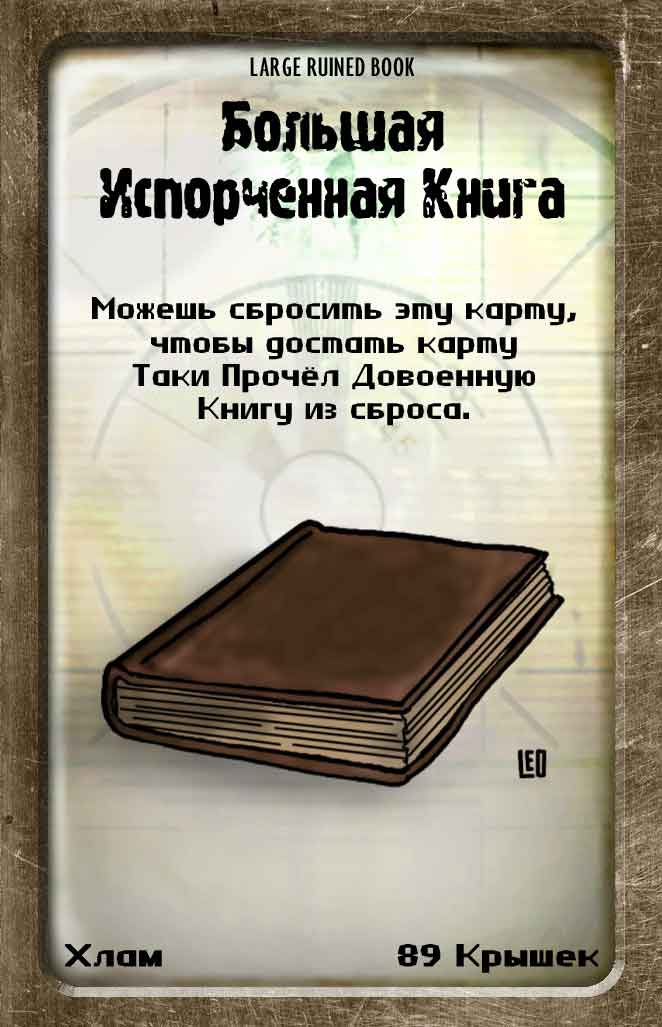 LARGE RUINED BOOK
Большая
Испорченная Книга
Можешь сбросить эту карту,
чтобы достать карту
Таки Прочёл Довоенную
Книгу из сброса.
LEO
Хлам
89 Крышек